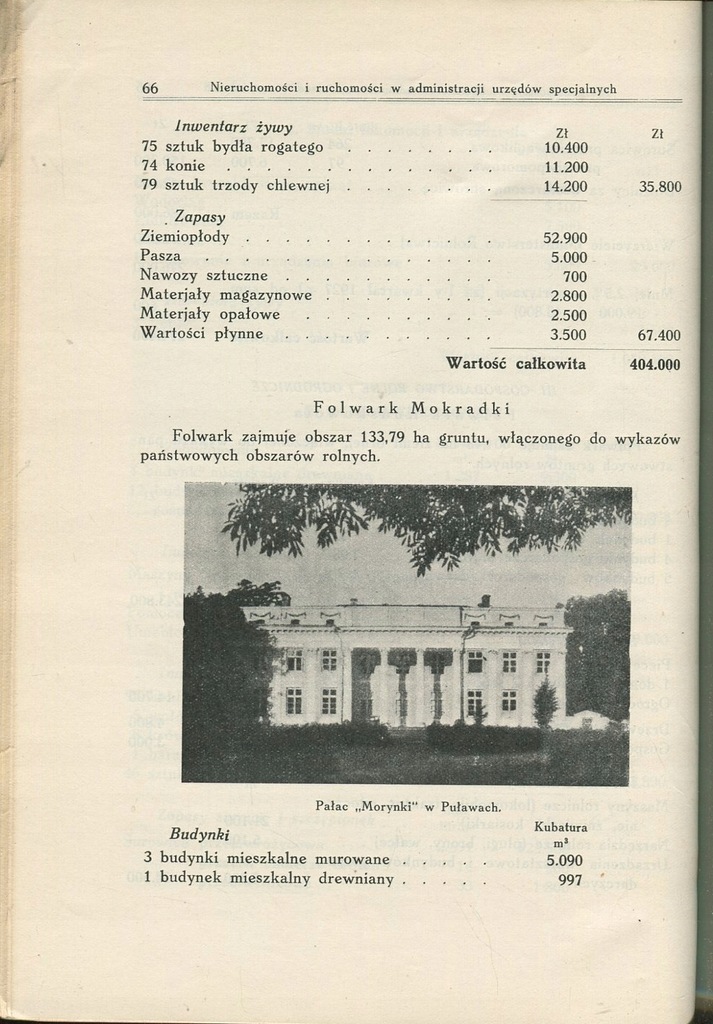 66 Nieruchomości i ruchomości w administracji urzędów specjalnych
Inwentarz żywy Zł Zł
75 sztuk bydła rogatego . . . . . . . 10.400
74 konie . . . . . . . . . . . . . 11.200
79 sztuk trzody chlewnej . . . . . . . . 14.200 35.800
Zapasy
Ziemiopłody . . . . . . . . . . . . 52.900
Pasza . . . . . . . . . . . . . . 5.000
Nawozy sztuczne . . . . . . . . . . . 700
Materjały magazynowe . . . . . . . . . 2.800
Materjały opałowe . . . . . . . . . . 2.500
Wartości płynne . . . . . . . . . . . 3.500 67.400
Wartość całkowita 404.000
Folwark Mokradki
Folwark zajmuje obszar 133,79 ha gruntu, włączonego do wykazów
państwowych obszarów rolnych.
Pałac „Morynki" w Puławach.
Budynki Kubatura
m³
3 budynki mieszkalne murowane . . . . . 5.090
1 budynek mieszkalny drewniany . . . . . 997